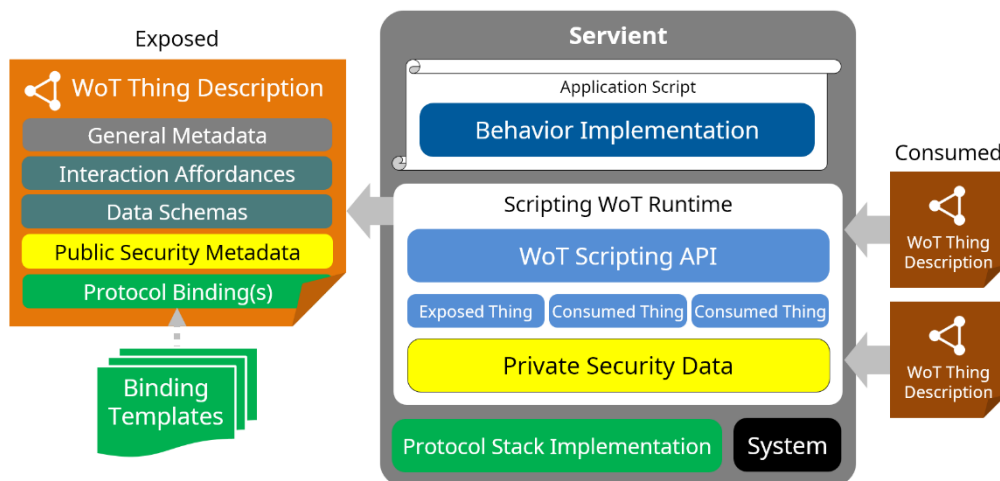 Exposed
WoT Thing Description
General Metadata
Interaction Affordances
Data Schemas
Public Security Metadata
Protocol Binding(s)
Binding
Templates
Servient
Application Script
Behavior Implementation
Scripting WoT Runtime
WoT Scripting API
Exposed Thing
Consumed Thing
Consumed Thing
Private Security Data
Protocol Stack Implementation
System
Consumed
WoT Thing
Description
WoT Thing
Description